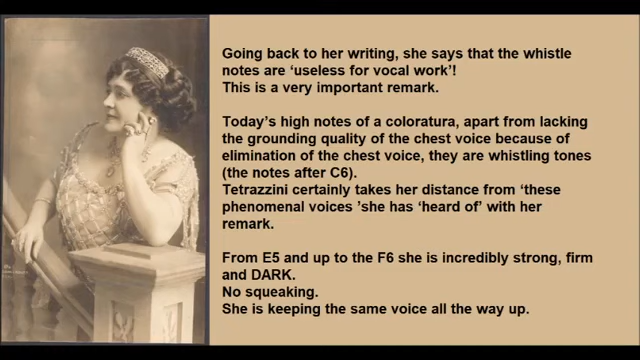 Going back to her writing, she says that the whistle
notes are ‘useless for vocal work’!
This is a very important remark.
Today’s high notes of a coloratura, apart from lacking
the grounding quality of the chest voice because of
elimination of the chest voice, they are whistling tones
(the notes after C6).
Tetrazzini certainly takes her distance from ‘these
phenomenal voices ’she has ‘heard of’ with her
remark.
From E5 and up to the F6 she is incredibly strong, firm
and DARK.
No squeaking.
She is keeping the same voice all the way up.